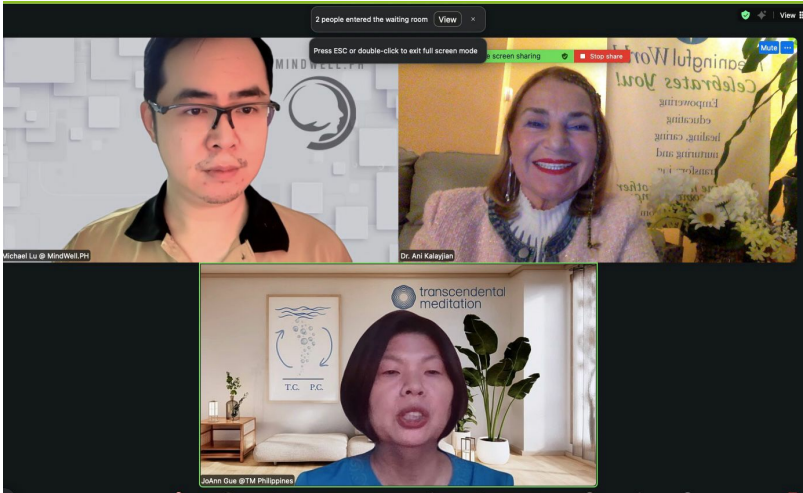 2 people entered the waiting room View ×
View
Press ESC or double-click to exit full screen mode
MINDWELL.PH
screen sharing Stop share
Mute ...
Meaningful World
Celebrates You!
Empowering
educating
healing, caring
nurturing and
Michael Lu @ MindWell.PH
Dr. Ani Kalayjian
transcendental
meditation
T.C. P.C.
JoAnn Gue @TM Philippines